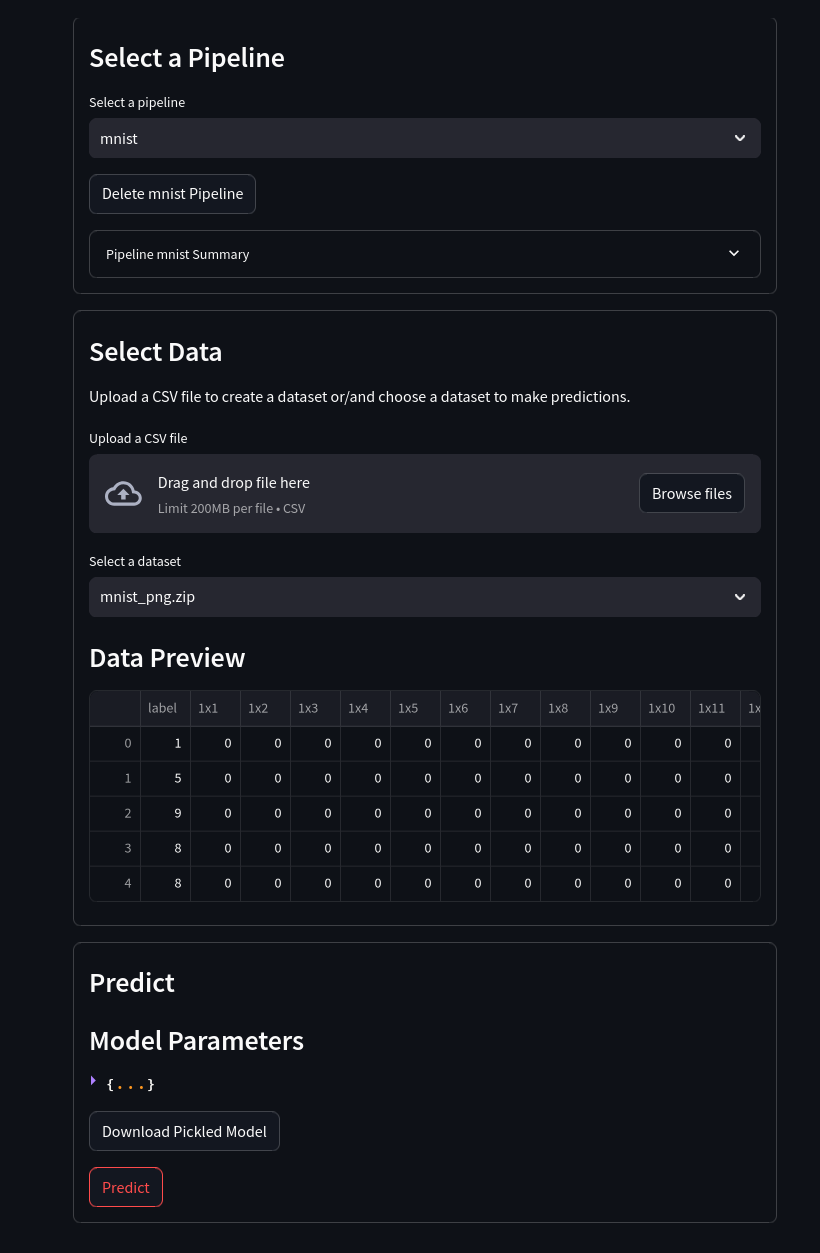 Select a Pipeline
Select a pipeline
mnist
Delete mnist Pipeline
Pipeline mnist Summary
Select Data
Upload a CSV file to create a dataset or/and choose a dataset to make predictions.
Upload a CSV file
Drag and drop file here
Limit 200MB per file • CSV
Browse files
Select a dataset
mnist_png.zip
Data Preview
label 1x1 1x2 1x3 1x4 1x5 1x6 1x7 1x8 1x9 1x10 1x11 1x
0 1 0 0 0 0 0 0 0 0 0 0 0
1 5 0 0 0 0 0 0 0 0 0 0 0
2 9 0 0 0 0 0 0 0 0 0 0 0
3 8 0 0 0 0 0 0 0 0 0 0 0
4 8 0 0 0 0 0 0 0 0 0 0 0
Predict
Model Parameters
{...}
Download Pickled Model
Predict